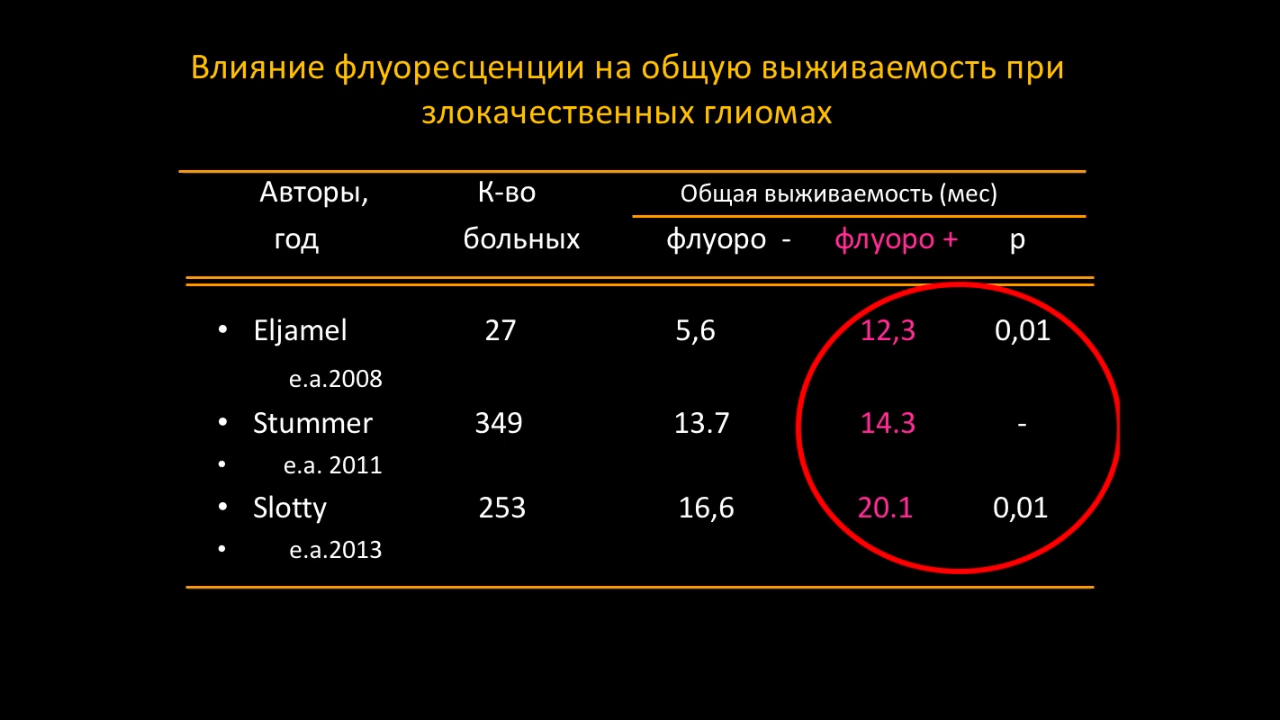 Влияние флуоресценции на общую выживаемость при
злокачественных глиомах
Авторы, К-во Общая выживаемость (мес)
год больных флуоро - флуоро + р
• Eljamel 27 5,6 12,3 0,01
е.а.2008
• Stummer 349 13.7 14.3 -
• е.а. 2011
• Slotty 253 16,6 20.1 0,01
• е.а.2013